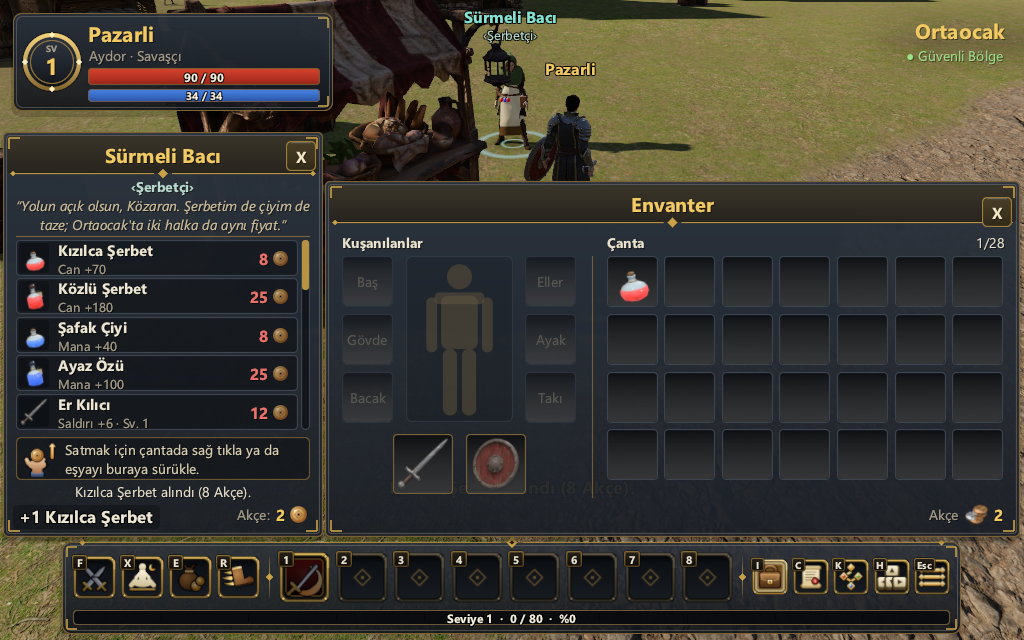 Sürmeli Bacı
‹Şerbetçi›
Pazarli
SV
1
Pazarli
Aydor · Savaşçı
90 / 90
34 / 34
Ortaocak
Güvenli Bölge
Sürmeli Bacı
X
‹Şerbetçi›
"Yolun açık olsun, Közaran. Şerbetim de çiyim de
taze; Ortaocak'ta iki halka da aynı fiyat."
Kızılca Şerbet
Can +70
8
Közlü Şerbet
Can +180
25
Şafak Çiyi
Mana +40
8
Ayaz Özü
Mana +100
25
Er Kılıcı
Saldırı +6 · Sv. 1
12
Satmak için çantada sağ tıkla ya da
eşyayı buraya sürükle.
Kızılca Şerbet alındı (8 Akçe).
+1 Kızılca Şerbet
Akçe: 2
Envanter
X
Kuşanılanlar
Baş
Gövde
Bacak
Eller
Ayak
Takı
Çanta
1/28
Akçe 2
F
X
E
R
1
2
3
4
5
6
7
8
I
C
K
H
Esc
Seviye 1 · 0 / 80 · %0